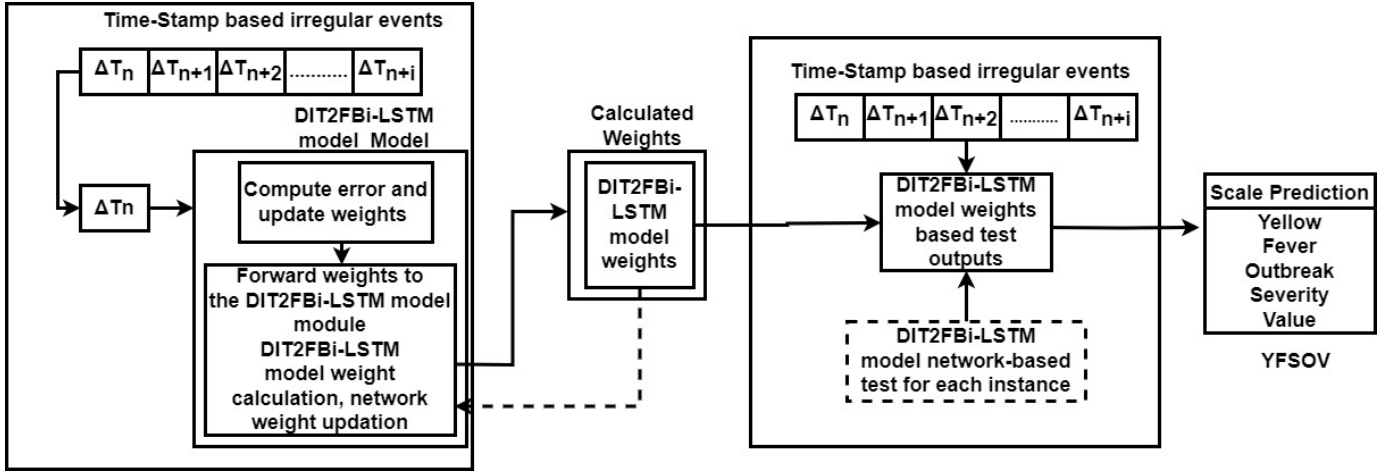 Time-Stamp based irregular events
ΔTn ΔTn+1 ΔTn+2 ........... ΔTn+i
DIT2FBi-LSTM
model Model
ΔTn
Compute error and
update weights
Forward weights to
the DIT2FBi-LSTM model
module
DIT2FBi-LSTM
model weight
calculation, network
weight updation
Calculated
Weights
DIT2FBi-
LSTM
model
weights
Time-Stamp based irregular events
ΔTn ΔTn+1 ΔTn+2 ........... ΔTn+i
DIT2FBi-LSTM
model weights
based test
outputs
DIT2FBi-LSTM
model network-based
test for each instance
Scale Prediction
Yellow
Fever
Outbreak
Severity
Value
YFSOV